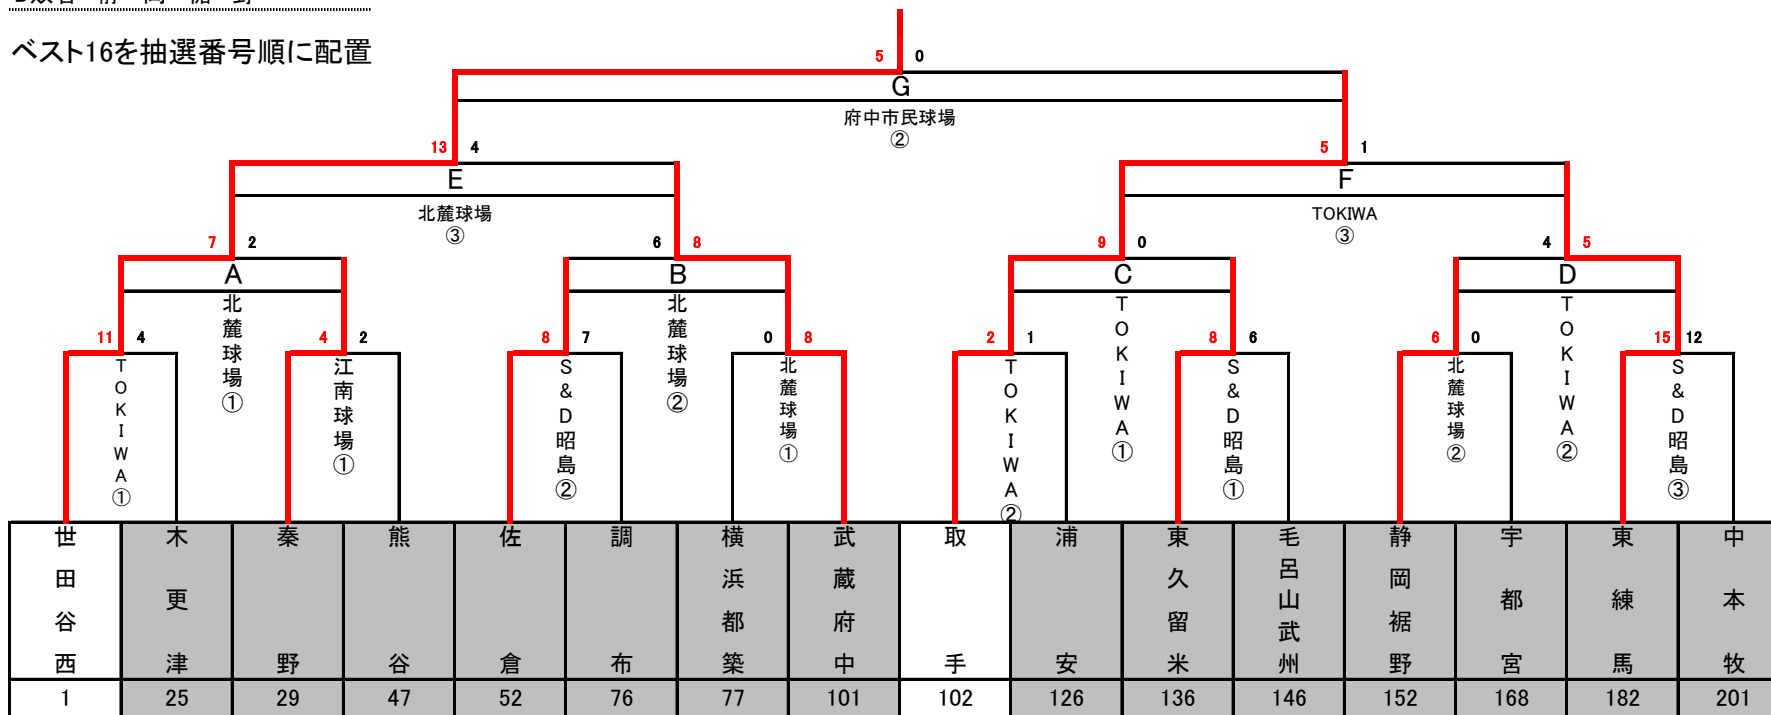 ベスト16を抽選番号順に配置
5 0
G
府中市民球場
②
13 4
5 1
E
F
北麓球場
③
TOKIWA
③
7 2
6 8
9 0
4 5
A
B
C
D
北麓球場①
北麓球場②
TOKIWA①
TOKIWA②
11 4
4 2
8 7
0 8
2 1
8 6
6 0
15 12
TOKIWA①
江南球場①
S&D昭島②
北麓球場①
TOKIWA②
S&D昭島①
北麓球場②
S&D昭島③
世田谷西
木更津
秦野
熊谷
佐倉
調布
横浜都築
武蔵府中
取手
浦安
東久留米
毛呂山武州
静岡裾野
宇都宮
東練馬
中本牧
1 25 29 47 52 76 77 101 102 126 136 146 152 168 182 201